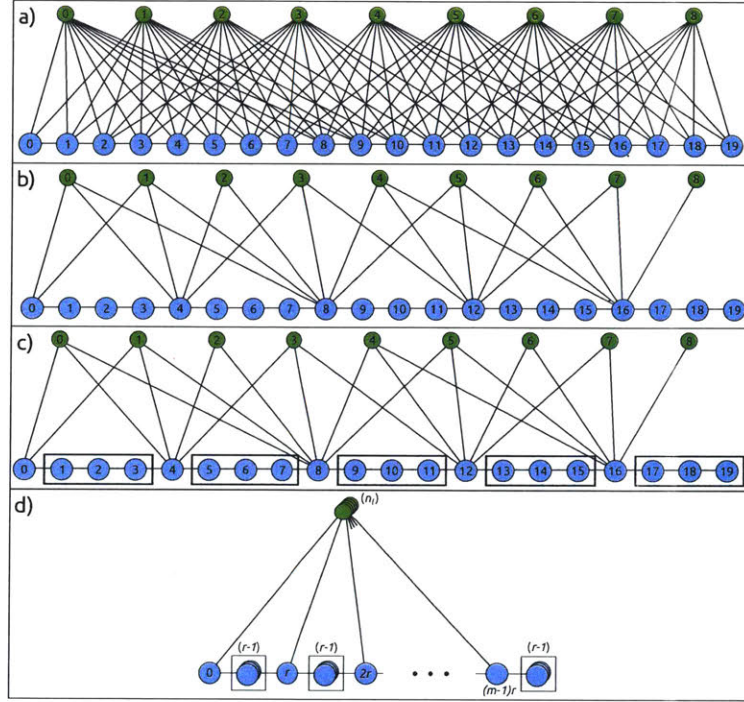 a)
0 1 2 3 4 5 6 7 8
0 1 2 3 4 5 6 7 8 9 10 11 12 13 14 15 16 17 18 19
b)
0 1 2 3 4 5 6 7 8
0 1 2 3 4 5 6 7 8 9 10 11 12 13 14 15 16 17 18 19
c)
0 1 2 3 4 5 6 7 8
0 1 2 3 4 5 6 7 8 9 10 11 12 13 14 15 16 17 18 19
d)
(n_l)
(r-1) (r-1) (r-1)
0 r 2r • • •
(m-1)r